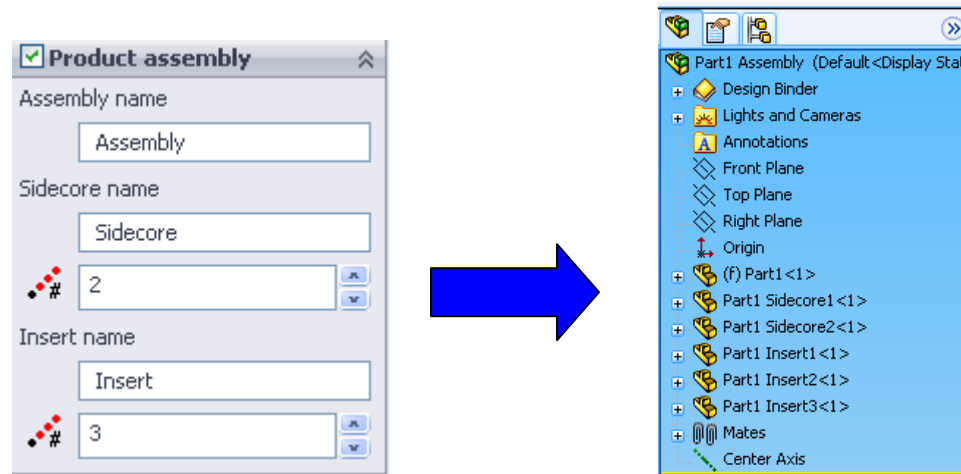 Product assembly
Assembly name
Assembly
Sidecore name
Sidecore
# 2
Insert name
Insert
# 3
Part1 Assembly (Default<Display Sta
Design Binder
Lights and Cameras
A Annotations
Front Plane
Top Plane
Right Plane
Origin
(f) Part1<1>
Part1 Sidecore1<1>
Part1 Sidecore2<1>
Part1 Insert1<1>
Part1 Insert2<1>
Part1 Insert3<1>
Mates
Center Axis